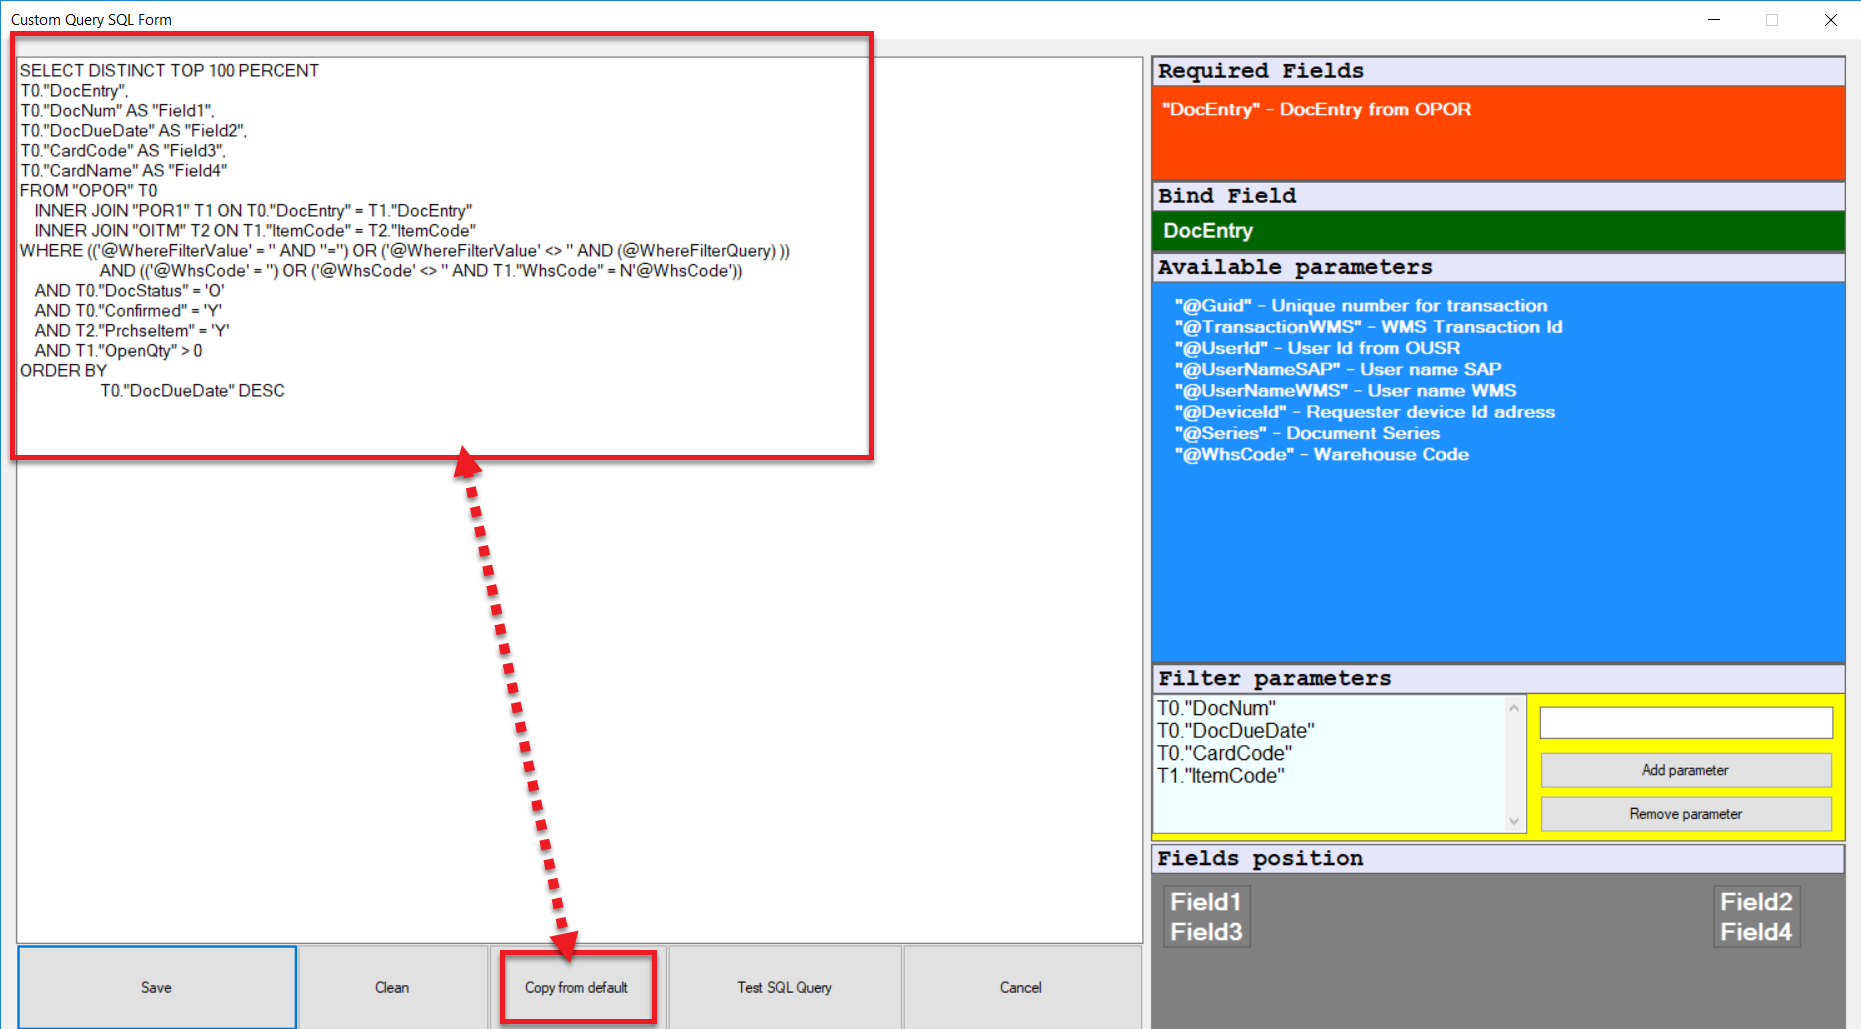 Custom Query SQL Form
SELECT DISTINCT TOP 100 PERCENT
T0."DocEntry",
T0."DocNum" AS "Field1",
T0."DocDueDate" AS "Field2",
T0."CardCode" AS "Field3",
T0."CardName" AS "Field4"
FROM "OPOR" T0
INNER JOIN "POR1" T1 ON T0."DocEntry" = T1."DocEntry"
INNER JOIN "OITM" T2 ON T1."ItemCode" = T2."ItemCode"
WHERE (('@WhereFilterValue' = '' AND ''='') OR ('@WhereFilterValue' <> '' AND (@WhereFilterQuery) ))
AND (('@WhsCode' = '') OR ('@WhsCode' <> '' AND T1."WhsCode" = N'@WhsCode'))
AND T0."DocStatus" = 'O'
AND T0."Confirmed" = 'Y'
AND T2."PrchseItem" = 'Y'
AND T1."OpenQty" > 0
ORDER BY
T0."DocDueDate" DESC
Save
Clean
Copy from default
Test SQL Query
Cancel
Required Fields
"DocEntry" - DocEntry from OPOR
Bind Field
DocEntry
Available parameters
"@Guid" - Unique number for transaction
"@TransactionWMS" - WMS Transaction Id
"@UserId" - User Id from OUSR
"@UserNameSAP" - User name SAP
"@UserNameWMS" - User name WMS
"@DeviceId" - Requester device Id adress
"@Series" - Document Series
"@WhsCode" - Warehouse Code
Filter parameters
T0."DocNum"
T0."DocDueDate"
T0."CardCode"
T1."ItemCode"
Add parameter
Remove parameter
Fields position
Field1
Field2
Field3
Field4